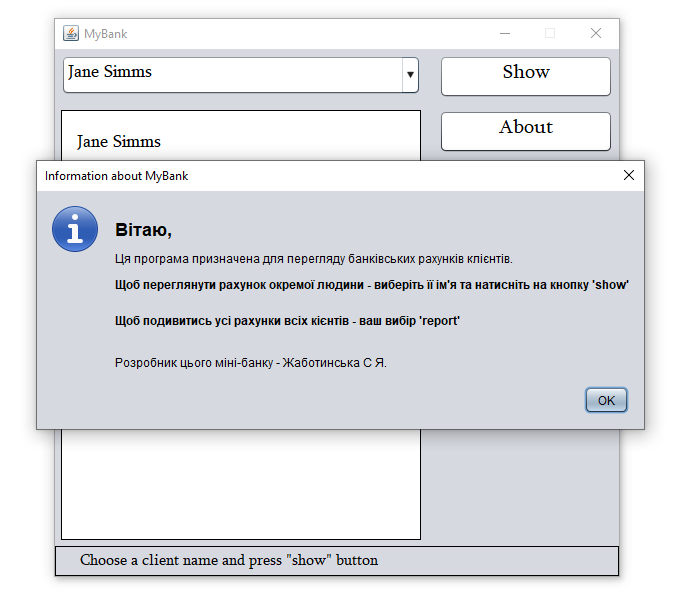 MyBank
Jane Simms
Show
About
Jane Simms
Information about MyBank
Вітаю,
Ця програма призначена для перегляду банківських рахунків клієнтів.
Щоб переглянути рахунок окремої людини - виберіть її ім'я та натисніть на кнопку 'show'
Щоб подивитись усі рахунки всіх кієнтів - ваш вибір 'report'
Розробник цього міні-банку - Жаботинська С Я.
OK
Choose a client name and press "show" button